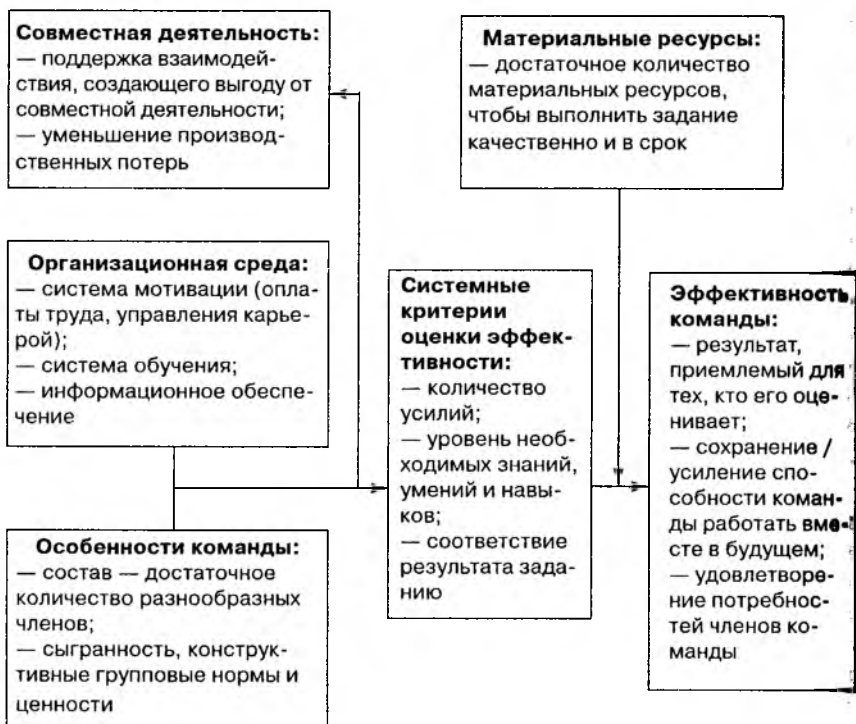 Совместная деятельность:
— поддержка взаимодей-
ствия, создающего выгоду от
совместной деятельности;
— уменьшение производ-
ственных потерь
Материальные ресурсы:
— достаточное количество
материальных ресурсов,
чтобы выполнить задание
качественно и в срок
Организационная среда:
— система мотивации (опла-
ты труда, управления карье-
рой);
— система обучения;
— информационное обеспе-
чение
Особенности команды:
— состав — достаточное
количество разнообразных
членов;
— сыгранность, конструк-
тивные групповые нормы и
ценности
Системные
критерии
оценки эффек-
тивности:
— количество
усилий;
— уровень необ-
ходимых знаний,
умений и навы-
ков;
— соответствие
результата зада-
нию
Эффективность
команды:
— результат,
приемлемый для
тех, кто его оце-
нивает;
— сохранение /
усиление спо-
собности коман-
ды работать вме-
сте в будущем;
— удовлетворе-
ние потребнос-
тей членов ко-
манды